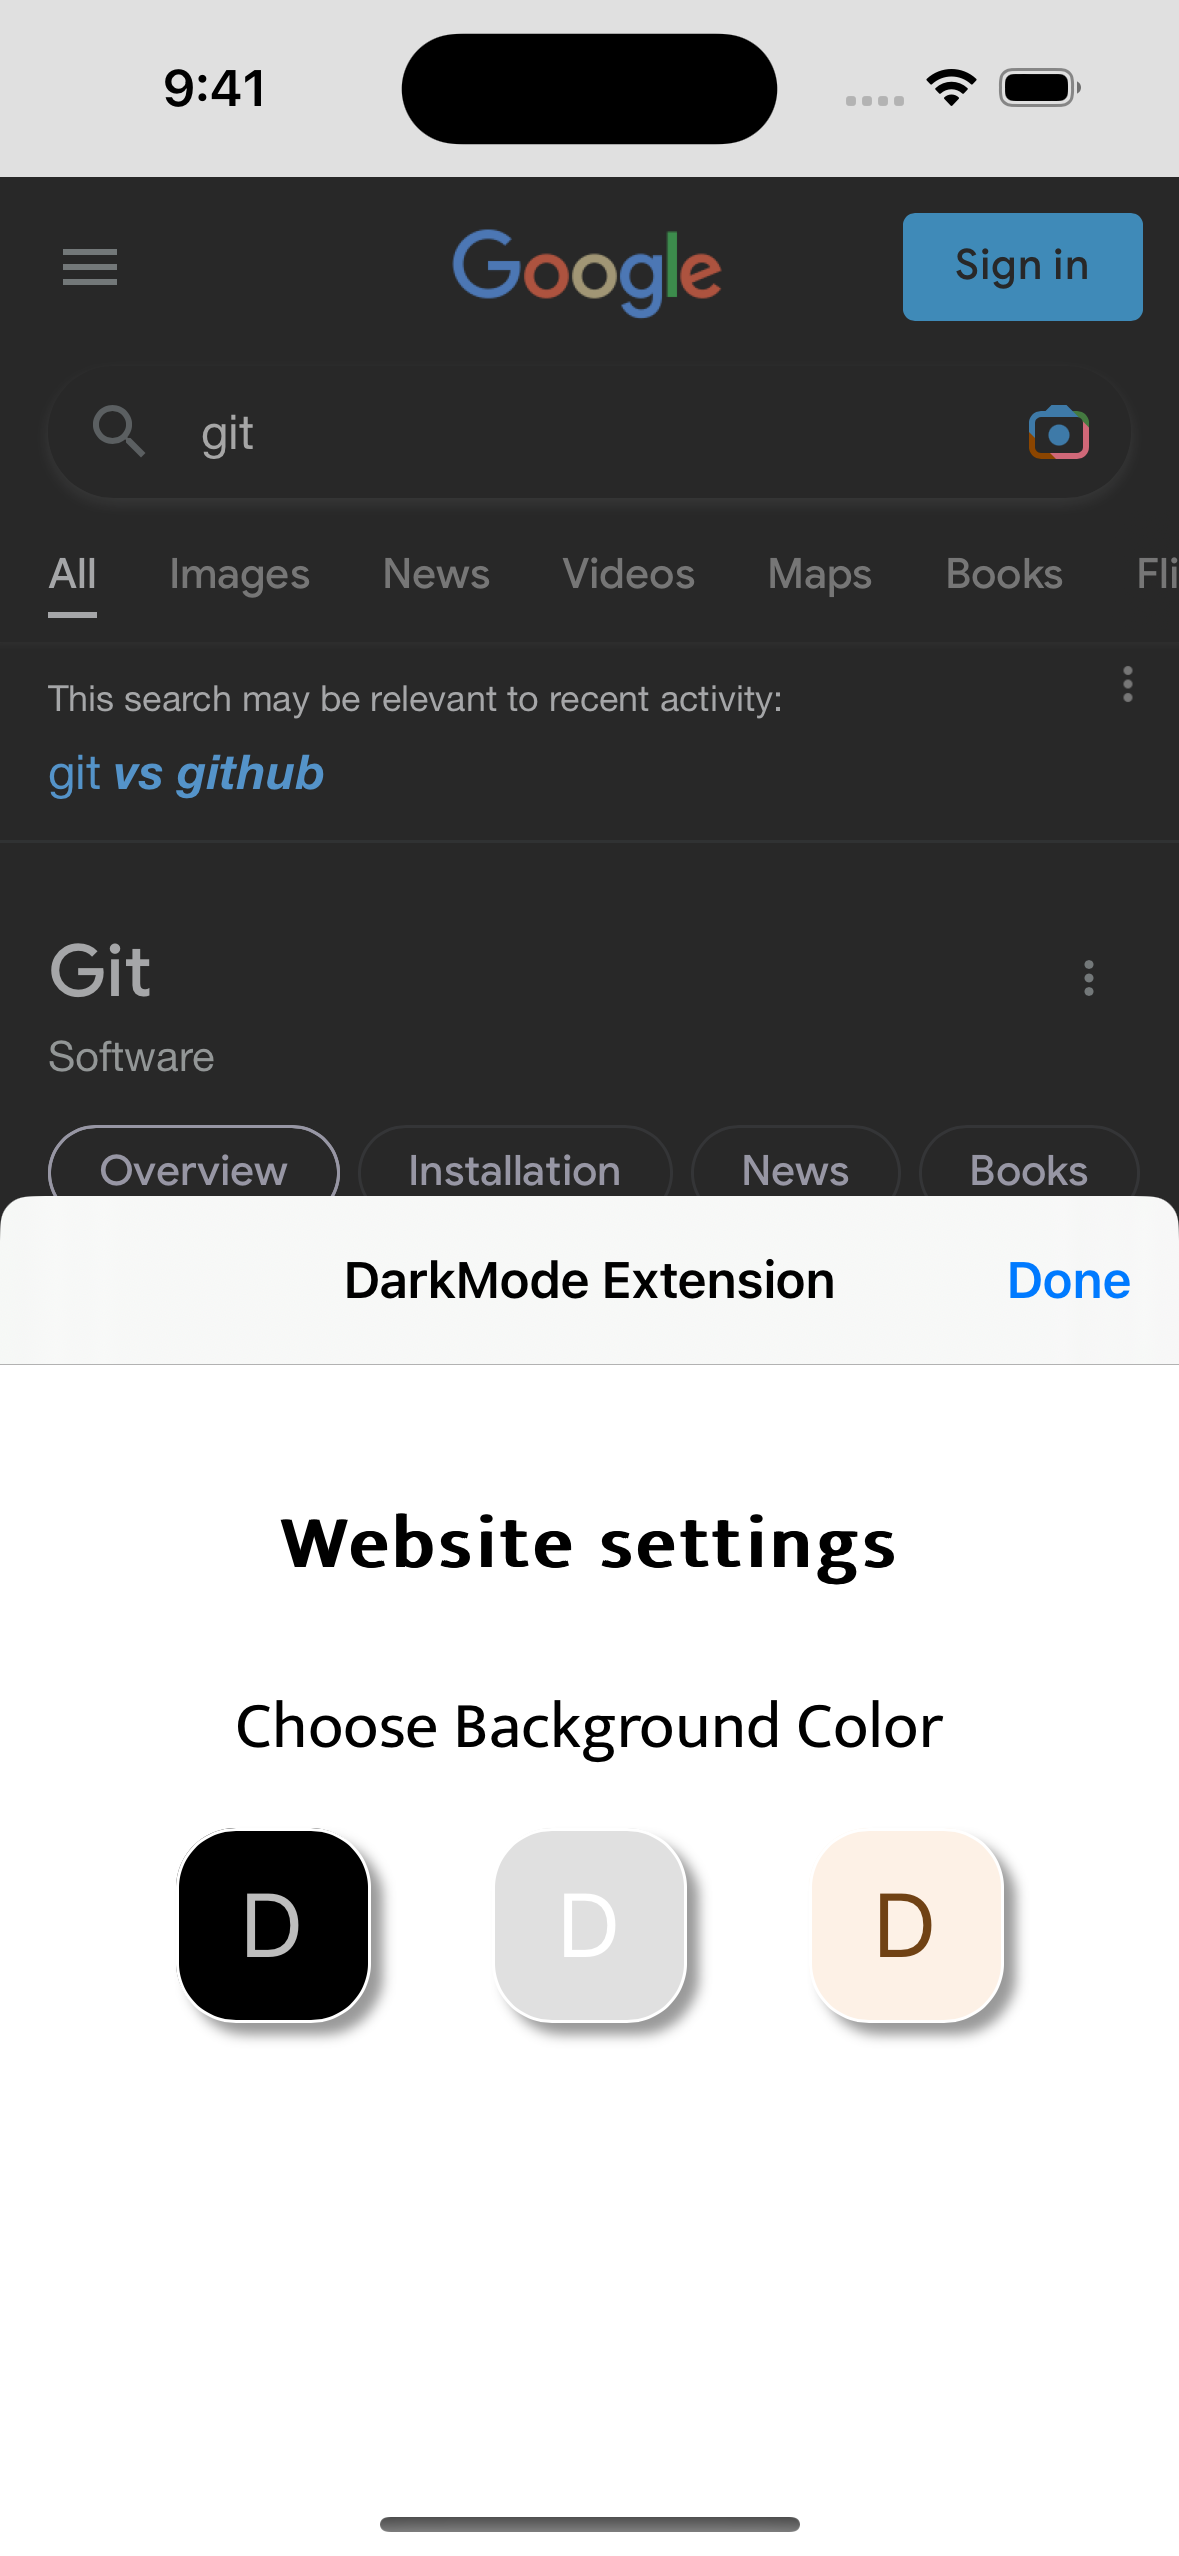 9:41
Google
Sign in
git
All Images News Videos Maps Books Fli
This search may be relevant to recent activity:
git vs github
Git
Software
Overview Installation News Books
DarkMode Extension Done
Website settings
Choose Background Color
D D D